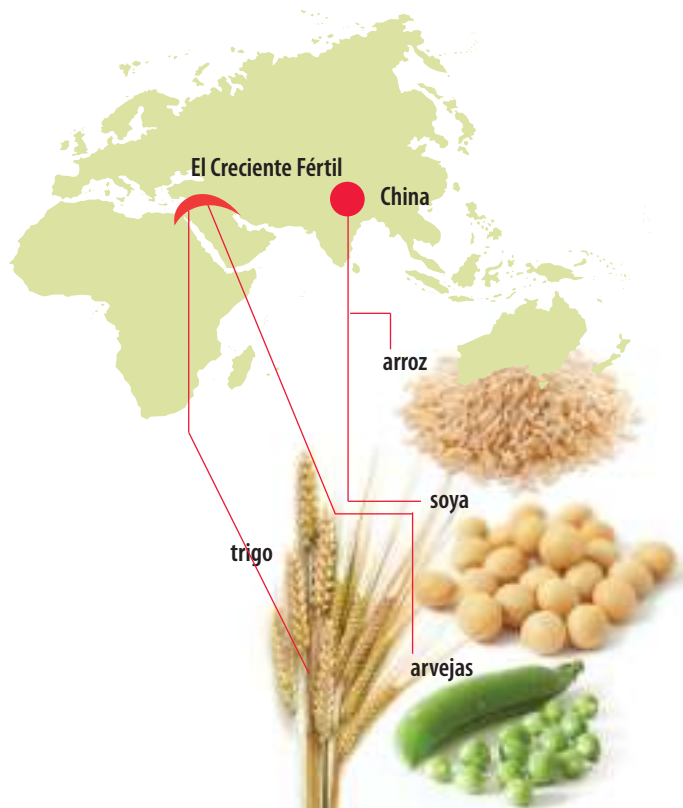 El Creciente Fértil
China
arroz
soya
trigo
arvejas